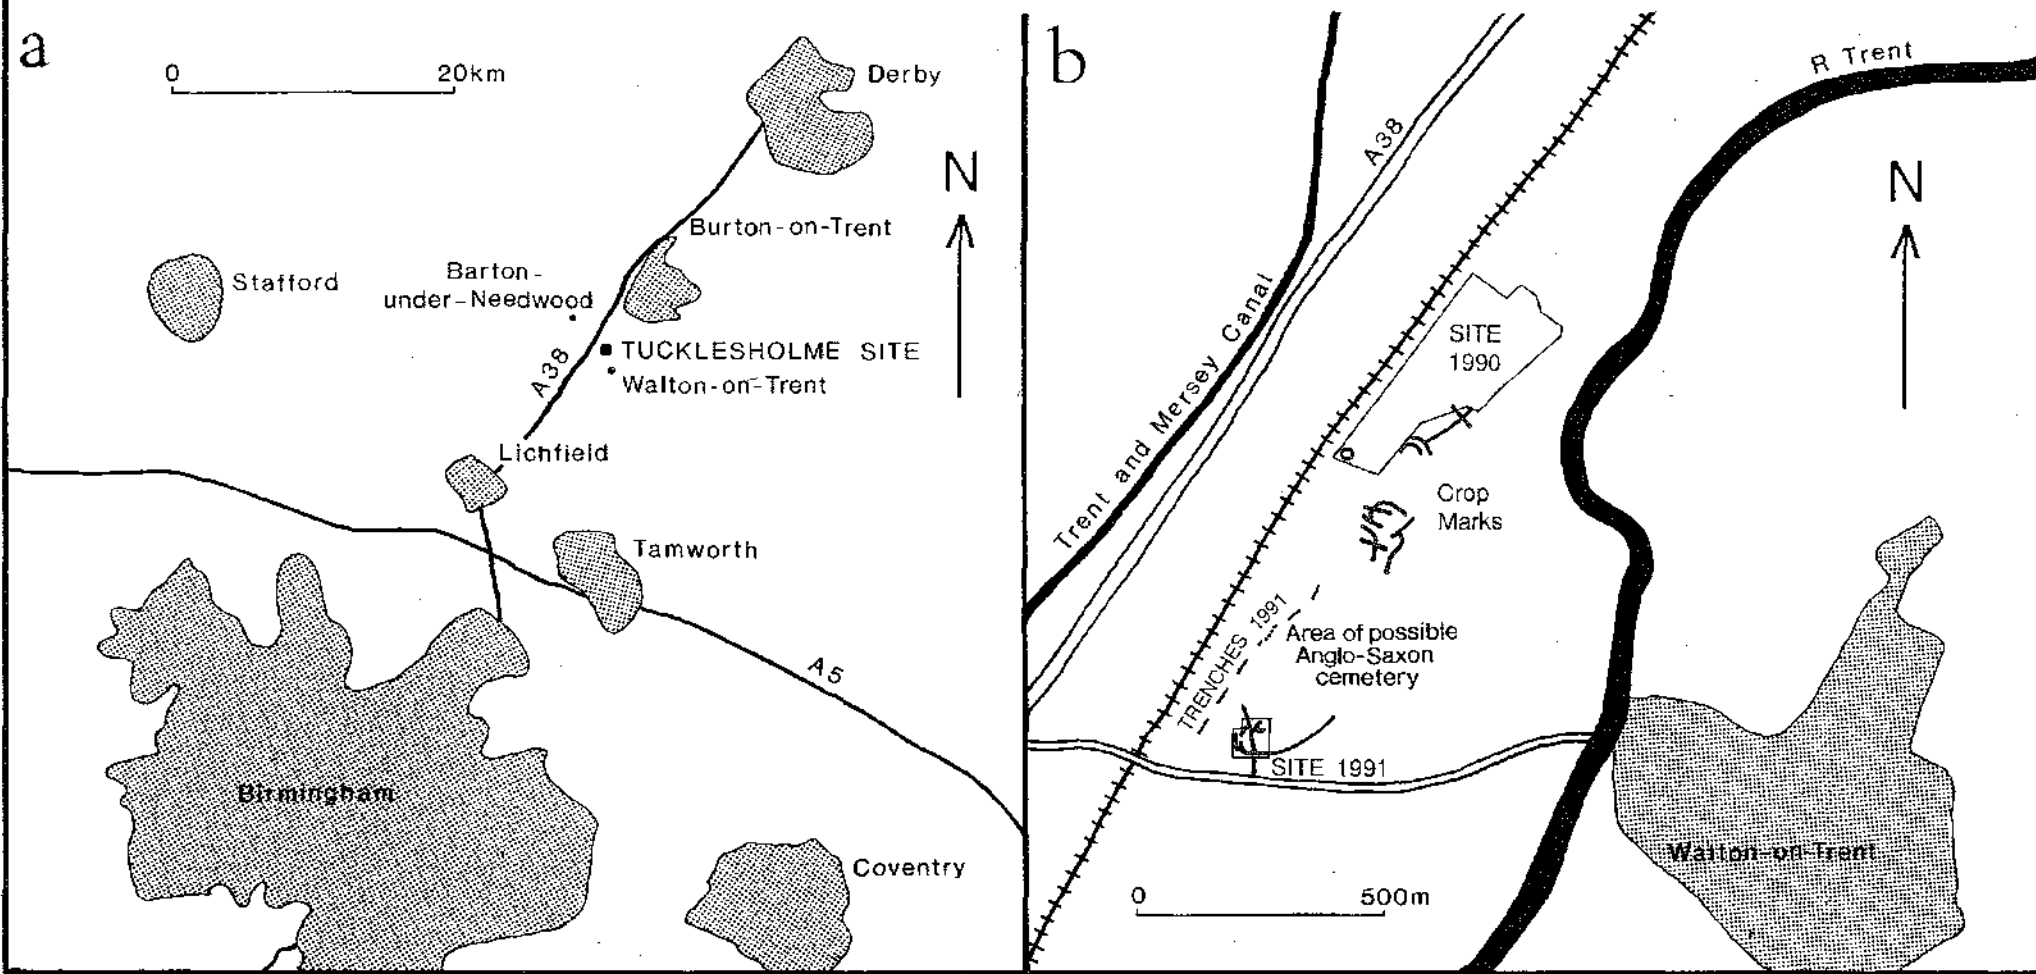 a
0 20km
Derby
N
Burton-on-Trent
Stafford
Barton-
under-Needwood
TUCKLESHOLME SITE
A38
Walton-on-Trent
Lichfield
Tamworth
A5
Birmingham
Coventry
b
R Trent
A38
N
Trent and Mersey Canal
SITE
1990
Crop
Marks
TRENCHES 1991
Area of possible
Anglo-Saxon
cemetery
SITE 1991
Walton-on-Trent
0 500m